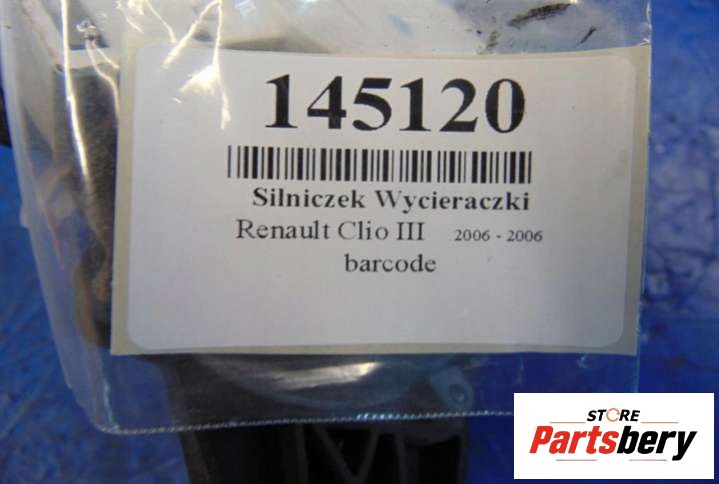 145120
Silniczek Wycieraczki
Renault Clio III 2006 - 2006
barcode
STORE
Partsbery